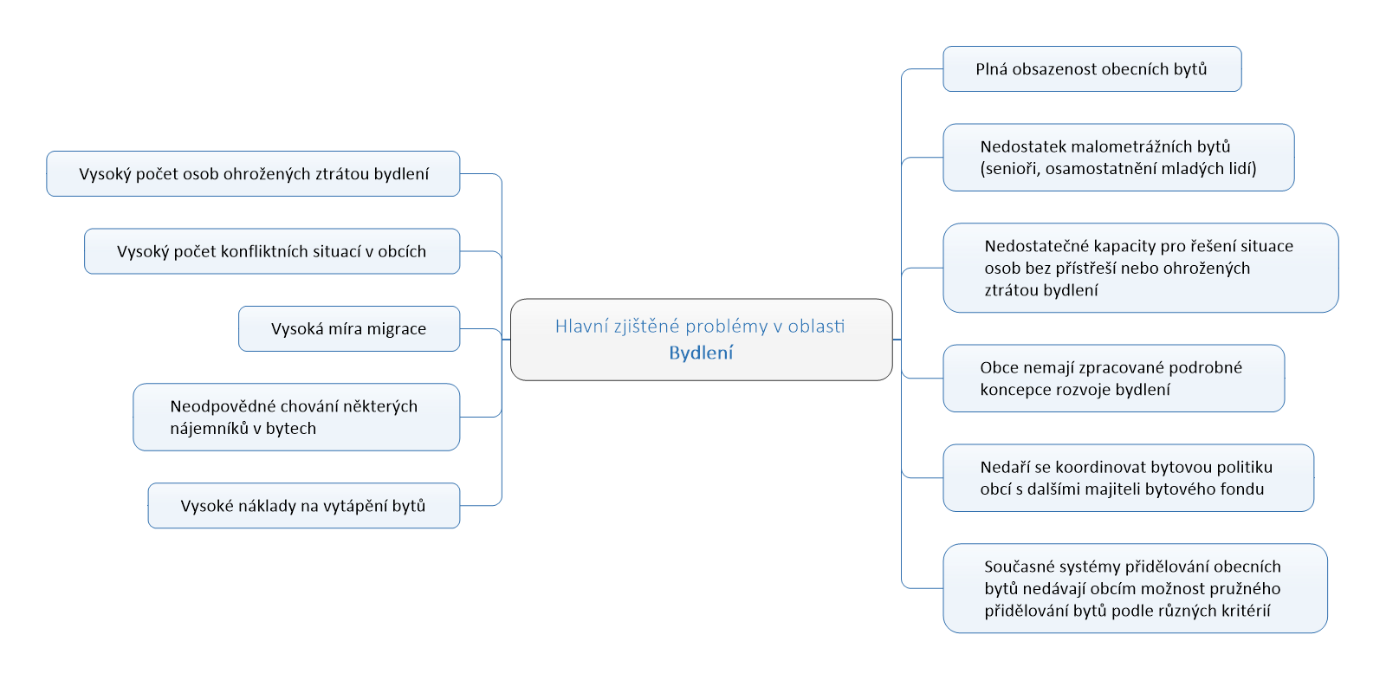 Hlavní zjištěné problémy v oblasti
Bydlení
Plná obsazenost obecních bytů
Nedostatek malometrážních bytů
(senioři, osamostatnění mladých lidí)
Nedostatečné kapacity pro řešení situace
osob bez přístřeší nebo ohrožených
ztrátou bydlení
Obce nemají zpracované podrobné
koncepce rozvoje bydlení
Nedaří se koordinovat bytovou politiku
obcí s dalšími majiteli bytového fondu
Současné systémy přidělování obecních
bytů nedávají obcím možnost pružného
přidělování bytů podle různých kritérií
Vysoký počet osob ohrožených ztrátou bydlení
Vysoký počet konfliktních situací v obcích
Vysoká míra migrace
Neodpovědné chování některých
nájemníků v bytech
Vysoké náklady na vytápění bytů